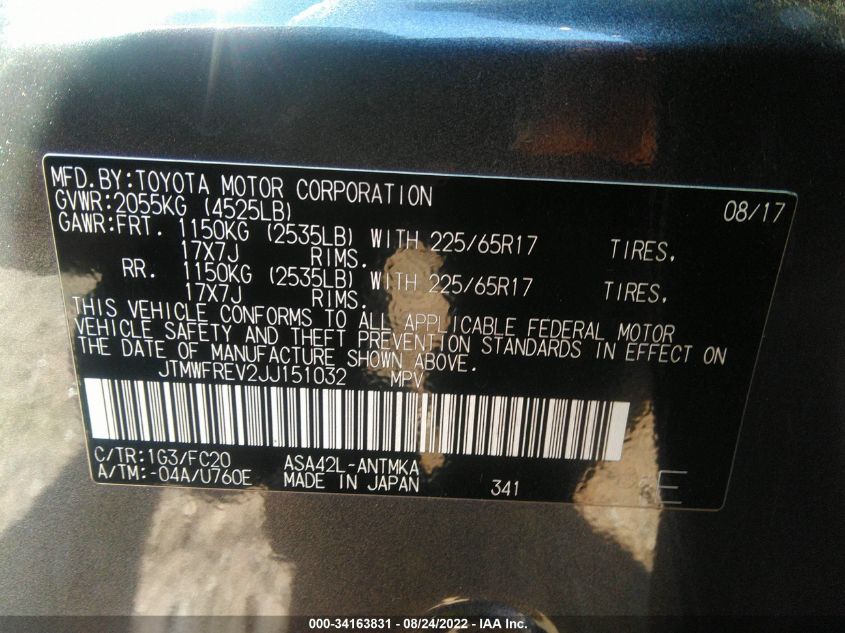 MFD.BY:TOYOTA MOTOR CORPORATION 08/17
GVWR:2055KG (4525LB)
GAWR:FRT. 1150KG (2535LB) WITH 225/65R17 TIRES.
17X7J RIMS.
RR. 1150KG (2535LB) WITH 225/65R17 TIRES.
17X7J RIMS.
THIS VEHICLE CONFORMS TO ALL APPLICABLE FEDERAL MOTOR
VEHICLE SAFETY AND THEFT PREVENTION STANDARDS IN EFFECT ON
THE DATE OF MANUFACTURE SHOWN ABOVE.
JTMWFREV2JJ151032 MPV
C/TR:1G3/FC20 ASA42L-ANTMKA
A/TM:-04A/U760E MADE IN JAPAN 341 E
000-34163831 - 08/24/2022 - IAA Inc.